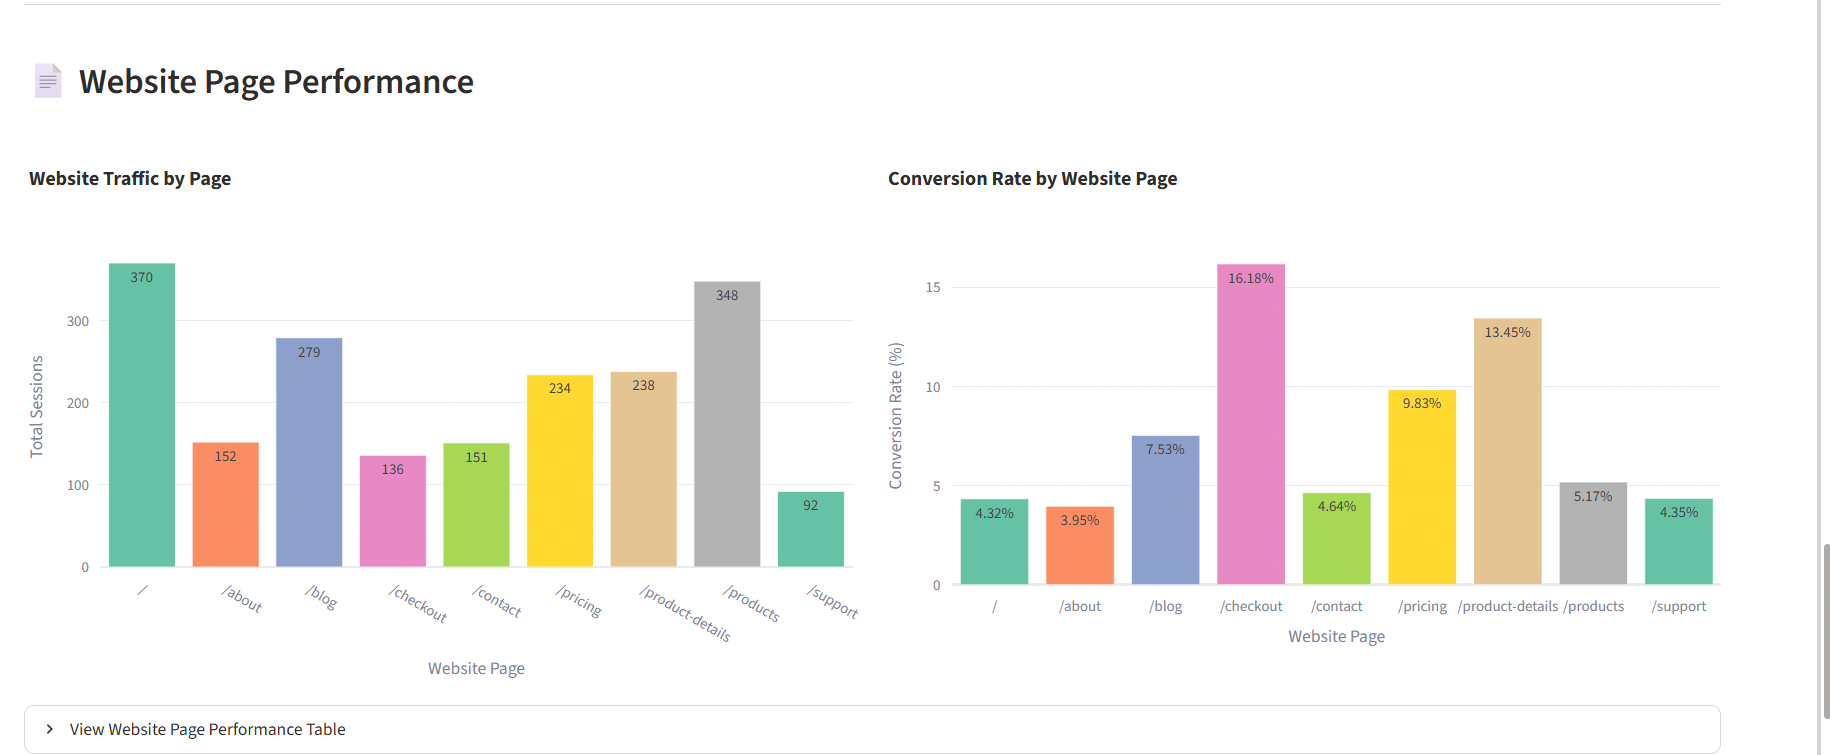 Website Page Performance
Website Traffic by Page
Total Sessions
300
200
100
0
370
152
279
136
151
234
238
348
92
/
/about
/blog
/checkout
/contact
/pricing
/product-details
/products
/support
Website Page
Conversion Rate by Website Page
Conversion Rate (%)
15
10
5
0
4.32%
3.95%
7.53%
16.18%
4.64%
9.83%
13.45%
5.17%
4.35%
/
/about
/blog
/checkout
/contact
/pricing
/product-details
/products
/support
Website Page
View Website Page Performance Table